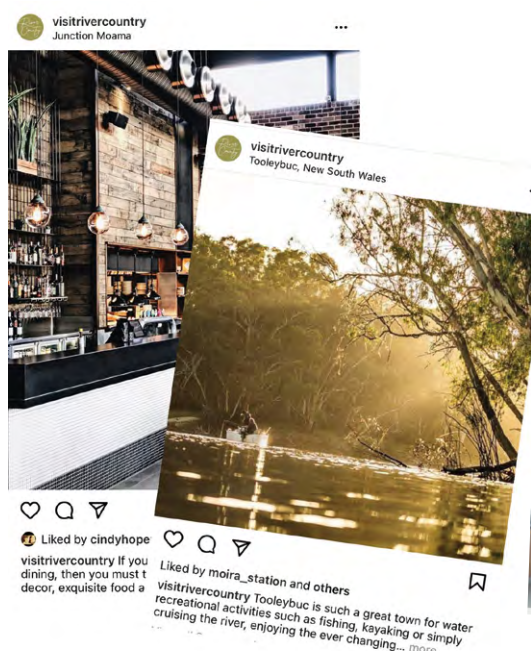 visitrivercountry
Junction Moama
Liked by cindyhope
visitrivercountry If you
dining, then you must t
decor, exquisite food a
visitrivercountry
Tooleybuc, New South Wales
Liked by moira_station and others
visitrivercountry Tooleybuc is such a great town for water
recreational activities such as fishing, kayaking or simply
cruising the river, enjoying the ever changing... more